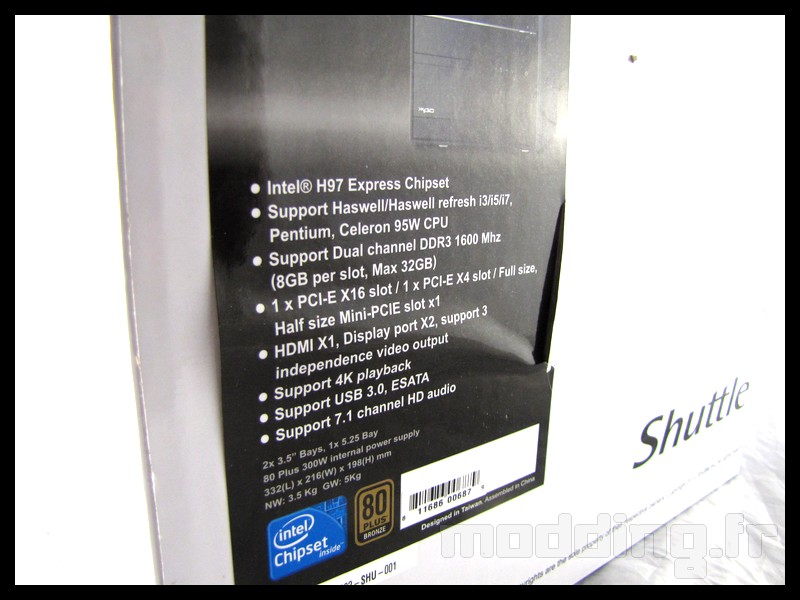 • Intel® H97 Express Chipset
• Support Haswell/Haswell refresh i3/i5/i7,
Pentium, Celeron 95W CPU
• Support Dual channel DDR3 1600 Mhz
(8GB per slot, Max 32GB)
• 1 x PCI-E X16 slot / 1 x PCI-E X4 slot / Full size,
Half size Mini-PCIE slot x1
• HDMI X1, Display port X2, support 3
independence video output
• Support 4K playback
• Support USB 3.0, ESATA
• Support 7.1 channel HD audio
2x 3.5" Bays, 1x 5.25 Bay
80 Plus 300W internal power supply
332(L) x 216(W) x 198(H) mm
NW: 3.5 Kg GW: 5Kg
intel
Chipset
inside™
80
PLUS
BRONZE
8 11686 00687 9
Designed in Taiwan, Assembled in China
-SHU-001
Shuttle
modding.fr